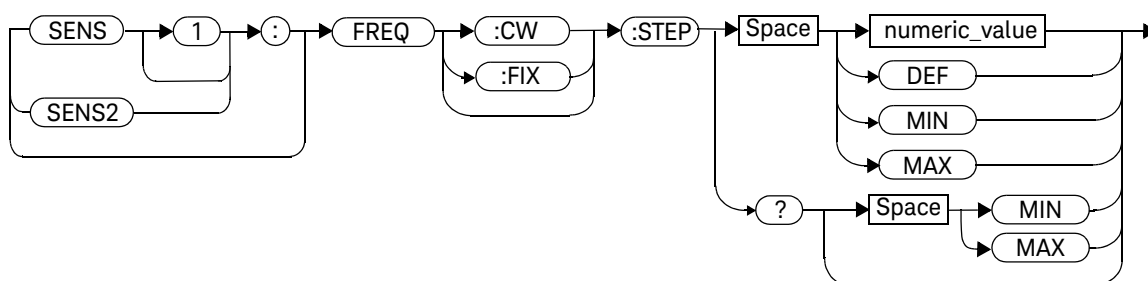 SENS 1 : FREQ :CW :STEP Space numeric_value
:FIX DEF
SENS2 MIN
MAX
? Space MIN
MAX